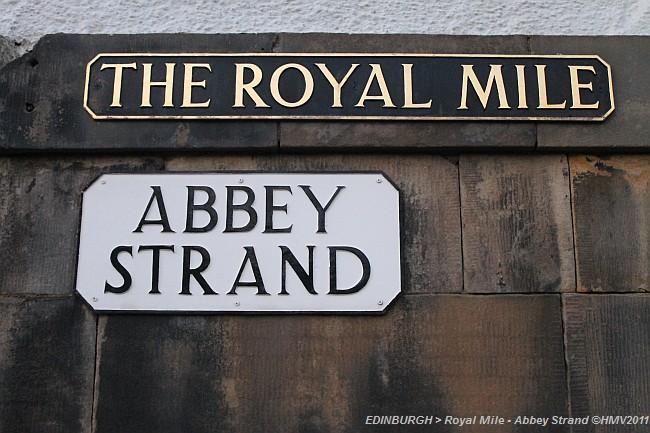 THE ROYAL MILE
ABBEY
STRAND
EDINBURGH > Royal Mile - Abbey Strand ©HMV2011